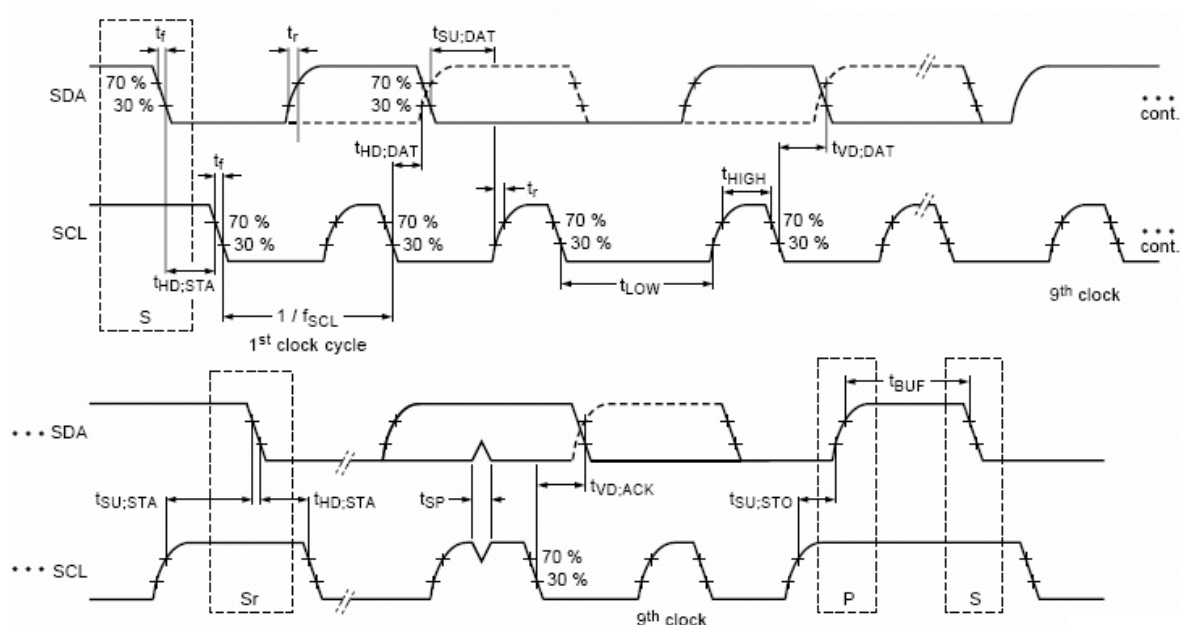 tf tr tSU;DAT
SDA 70 % 30 % 70 % 30 % • • • cont.
tHD;DAT tVD;DAT
tf tr tHIGH
SCL 70 % 30 % 70 % 30 % 70 % 30 % 70 % 30 % • • • cont.
tHD;STA tLOW 9th clock
S 1 / fSCL
1st clock cycle
tBUF
• • • SDA
tSU;STA tHD;STA tSP tVD;ACK tSU;STO
• • • SCL 70 % 30 %
Sr P S
9th clock